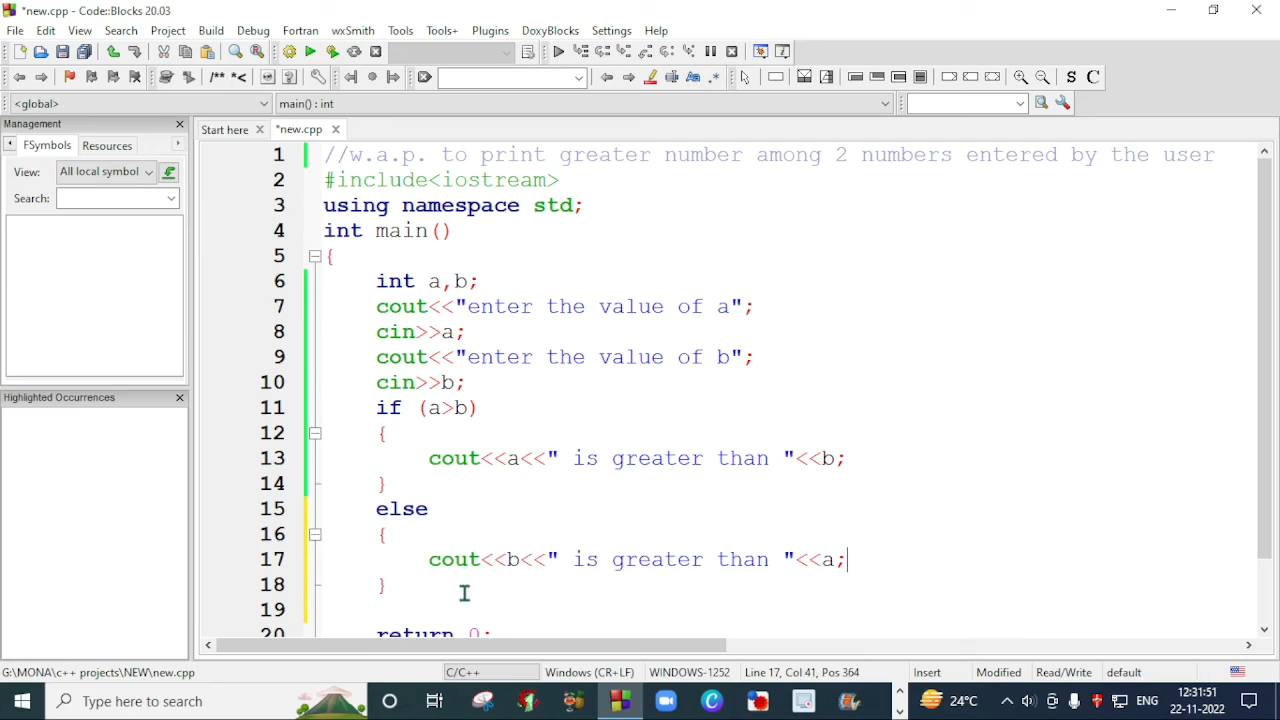 *new.cpp - Code::Blocks 20.03
File Edit View Search Project Build Debug Fortran wxSmith Tools Tools+ Plugins DoxyBlocks Settings Help
<global> main() : int
Management
Start here *new.cpp
FSymbols Resources
View: All local symbol
Search:
Highlighted Occurrences
1 //w.a.p. to print greater number among 2 numbers entered by the user
2 #include<iostream>
3 using namespace std;
4 int main()
5 {
6 int a,b;
7 cout<<"enter the value of a";
8 cin>>a;
9 cout<<"enter the value of b";
10 cin>>b;
11 if (a>b)
12 {
13 cout<<a<<" is greater than "<<b;
14 }
15 else
16 {
17 cout<<b<<" is greater than "<<a;
18 }
19
20 return 0;
G:\MONA\c++ projects\NEW\new.cpp C/C++ Windows (CR+LF) WINDOWS-1252 Line 17, Col 41, Pos 364 Insert Modified Read/Write default
Type here to search 24°C ENG 12:31:51
22-11-2022